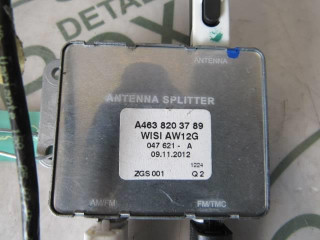 ANTENNA
ANTENNA SPLITTER
A463 820 37 89
WISI AW12G
047 621 - A
09.11.2012
1224
ZGS 001 Q 2
AM/FM FM/TMC